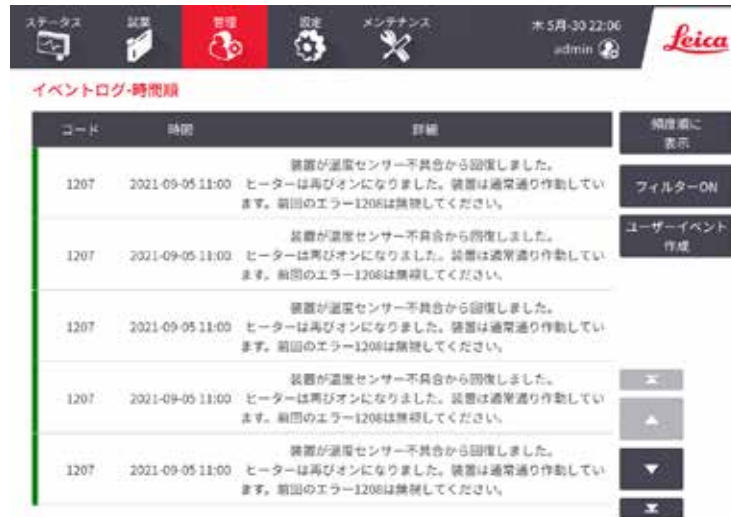 ステータス 試薬 管理 設定 メンテナンス 木 5月-30 22:06
admin
Leica
イベントログ-時間順
コード 時間 詳細
頻度順に
表示
フィルターON
ユーザーイベント
作成
装置が温度センサー不具合から回復しました。
1207 2021-09-05 11:00 ヒーターは再びオンになりました。装置は通常通り作動してい
ます。前回のエラー1208は無視してください。
装置が温度センサー不具合から回復しました。
1207 2021-09-05 11:00 ヒーターは再びオンになりました。装置は通常通り作動してい
ます。前回のエラー1208は無視してください。
装置が温度センサー不具合から回復しました。
1207 2021-09-05 11:00 ヒーターは再びオンになりました。装置は通常通り作動してい
ます。前回のエラー1208は無視してください。
装置が温度センサー不具合から回復しました。
1207 2021-09-05 11:00 ヒーターは再びオンになりました。装置は通常通り作動してい
ます。前回のエラー1208は無視してください。
装置が温度センサー不具合から回復しました。
1207 2021-09-05 11:00 ヒーターは再びオンになりました。装置は通常通り作動してい
ます。前回のエラー1208は無視してください。